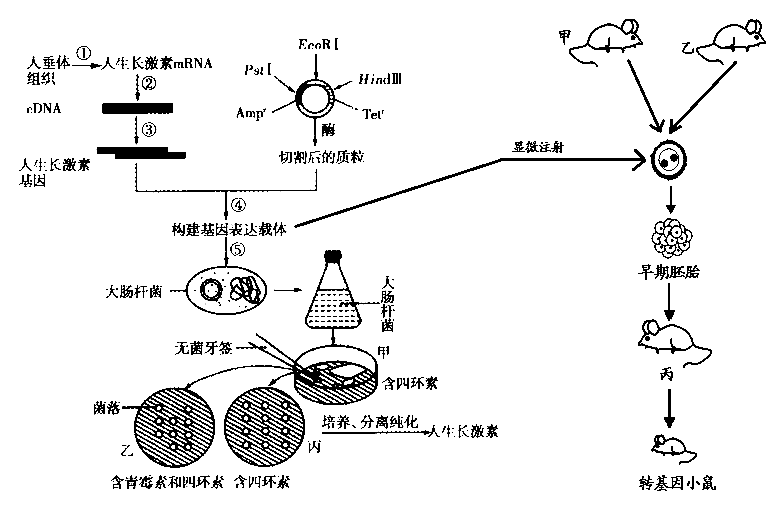 人垂体组织
①
人生长激素mRNA
②
cDNA
③
人生长激素基因
EcoRⅠ
PstⅠ
HindⅢ
Ampʳ
Tetʳ
酶
切割后的质粒
④
构建基因表达载体
⑤
大肠杆菌
大肠杆菌
无菌牙签
甲
含四环素
菌落
乙
丙
含青霉素和四环素
含四环素
培养、分离纯化
人生长激素
甲
乙
显微注射
早期胚胎
丙
转基因小鼠